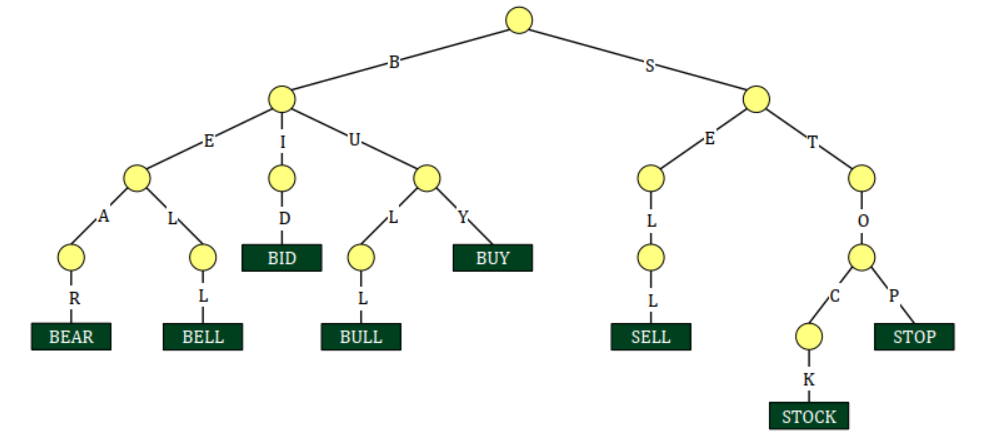 B S
E I U E T
A L D L Y L O
BID BUY
R L L L C P
BEAR BELL BULL SELL STOP
K
STOCK